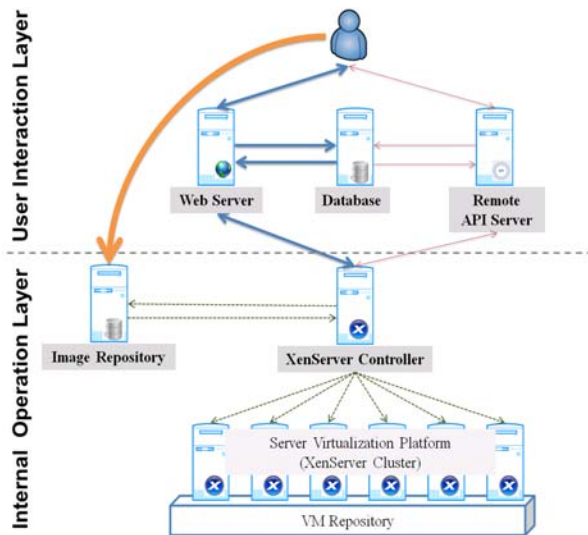 User Interaction Layer
Web Server
Database
Remote
API Server
Internal Operation Layer
Image Repository
XenServer Controller
Server Virtualization Platform
(XenServer Cluster)
VM Repository